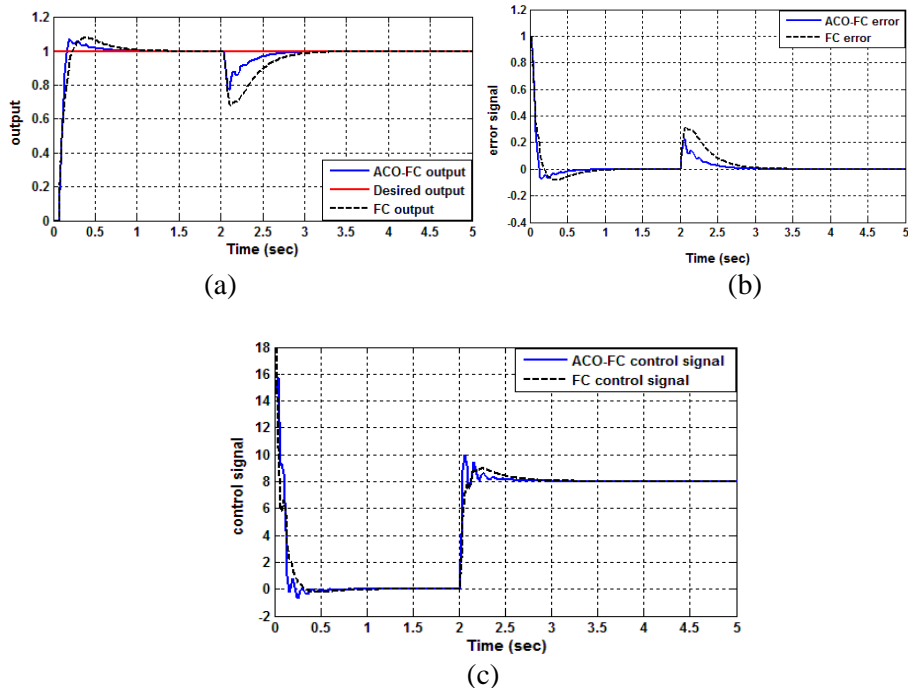 1.2
1
0.8
0.6
0.4
0.2
0
output
0 0.5 1 1.5 2 2.5 3 3.5 4 4.5 5
Time (sec)
ACO-FC output
Desired output
FC output
(a)
1.2
1
0.8
0.6
0.4
0.2
0
-0.2
-0.4
error signal
0 0.5 1 1.5 2 2.5 3 3.5 4 4.5 5
Time (sec)
ACO-FC error
FC error
(b)
18
16
14
12
10
8
6
4
2
0
-2
control signal
0 0.5 1 1.5 2 2.5 3 3.5 4 4.5 5
Time (sec)
ACO-FC control signal
FC control signal
(c)